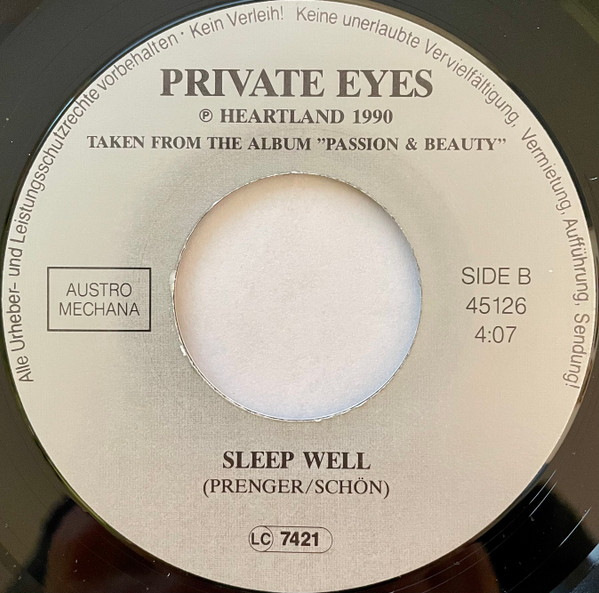 Alle Urheber- und Leistungsschutzrechte vorbehalten · Kein Verleih! Keine unerlaubte Vervielfältigung, Vermietung, Aufführung, Sendung!
PRIVATE EYES
℗ HEARTLAND 1990
TAKEN FROM THE ALBUM "PASSION & BEAUTY"
AUSTRO
MECHANA
SIDE B
45126
4:07
SLEEP WELL
(PRENGER/SCHÖN)
LC 7421